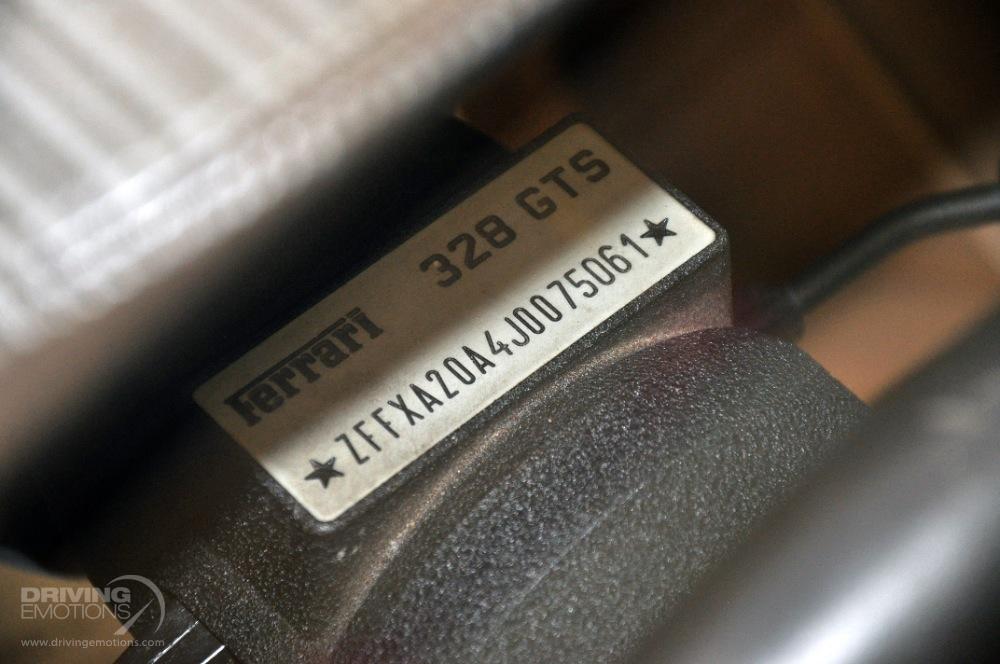 Ferrari 328 GTS
★ZFFXA20A4J0075061★
DRIVING
EMOTIONS
www.drivingemotions.com